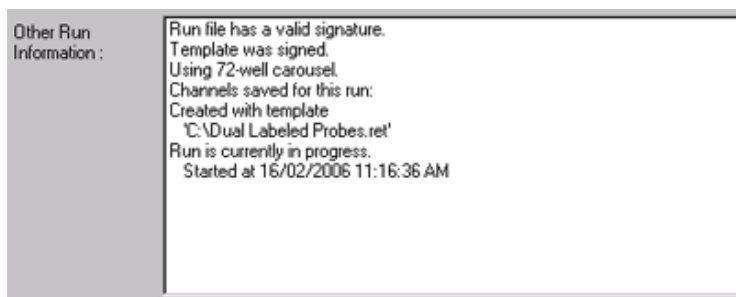 Other Run
Information :
Run file has a valid signature.
Template was signed.
Using 72-well carousel.
Channels saved for this run:
Created with template
'C:\Dual Labeled Probes.ret'
Run is currently in progress.
Started at 16/02/2006 11:16:36 AM